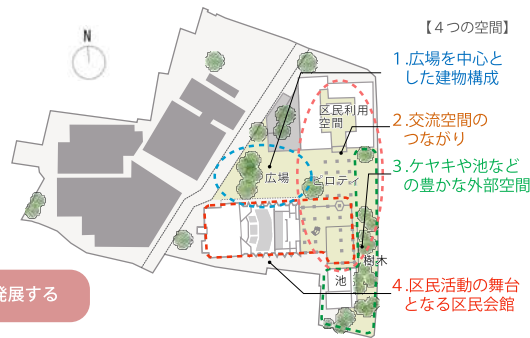 【４つの空間】
N
１.広場を中心と
した建物構成
区民利用
空間
２.交流空間の
つながり
３.ケヤキや池など
の豊かな外部空間
広場
ピロティ
樹木
池
４.区民活動の舞台
となる区民会館
発展する